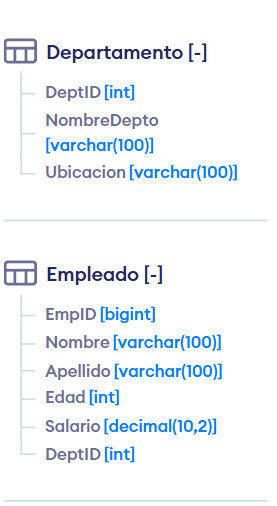 Departamento [-]
DeptID [int]
NombreDepto
[varchar(100)]
Ubicacion [varchar(100)]
Empleado [-]
EmpID [bigint]
Nombre [varchar(100)]
Apellido [varchar(100)]
Edad [int]
Salario [decimal(10,2)]
DeptID [int]